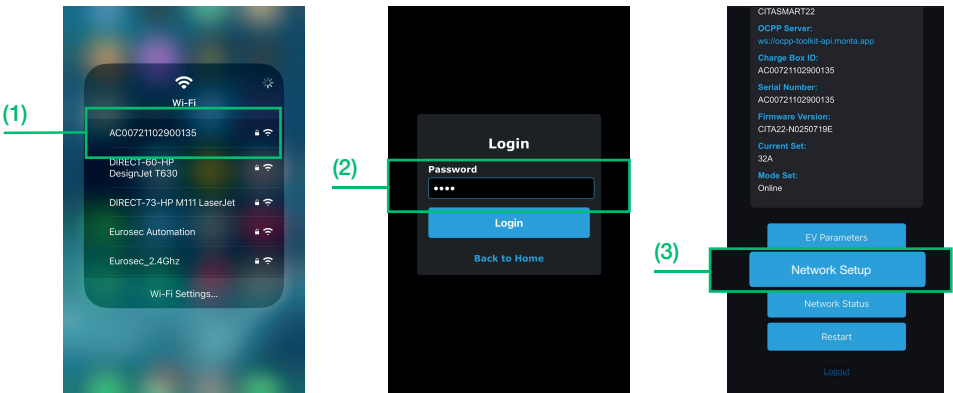 (1)
Wi-Fi
AC00721102900135
DIRECT-60-HP
DesignJet T630
DIRECT-73-HP M111 LaserJet
Eurosec Automation
Eurosec_2.4Ghz
Wi-Fi Settings...
(2)
Login
Password
••••
Login
Back to Home
(3)
CITASMART22
OCPP Server:
ws://ocpp-toolkit-api.monta.app
Charge Box ID:
AC00721102900135
Serial Number:
AC00721102900135
Firmware Version:
CITA22-N0250719E
Current Set:
32A
Mode Set:
Online
EV Parameters
Network Setup
Network Status
Restart
Logout